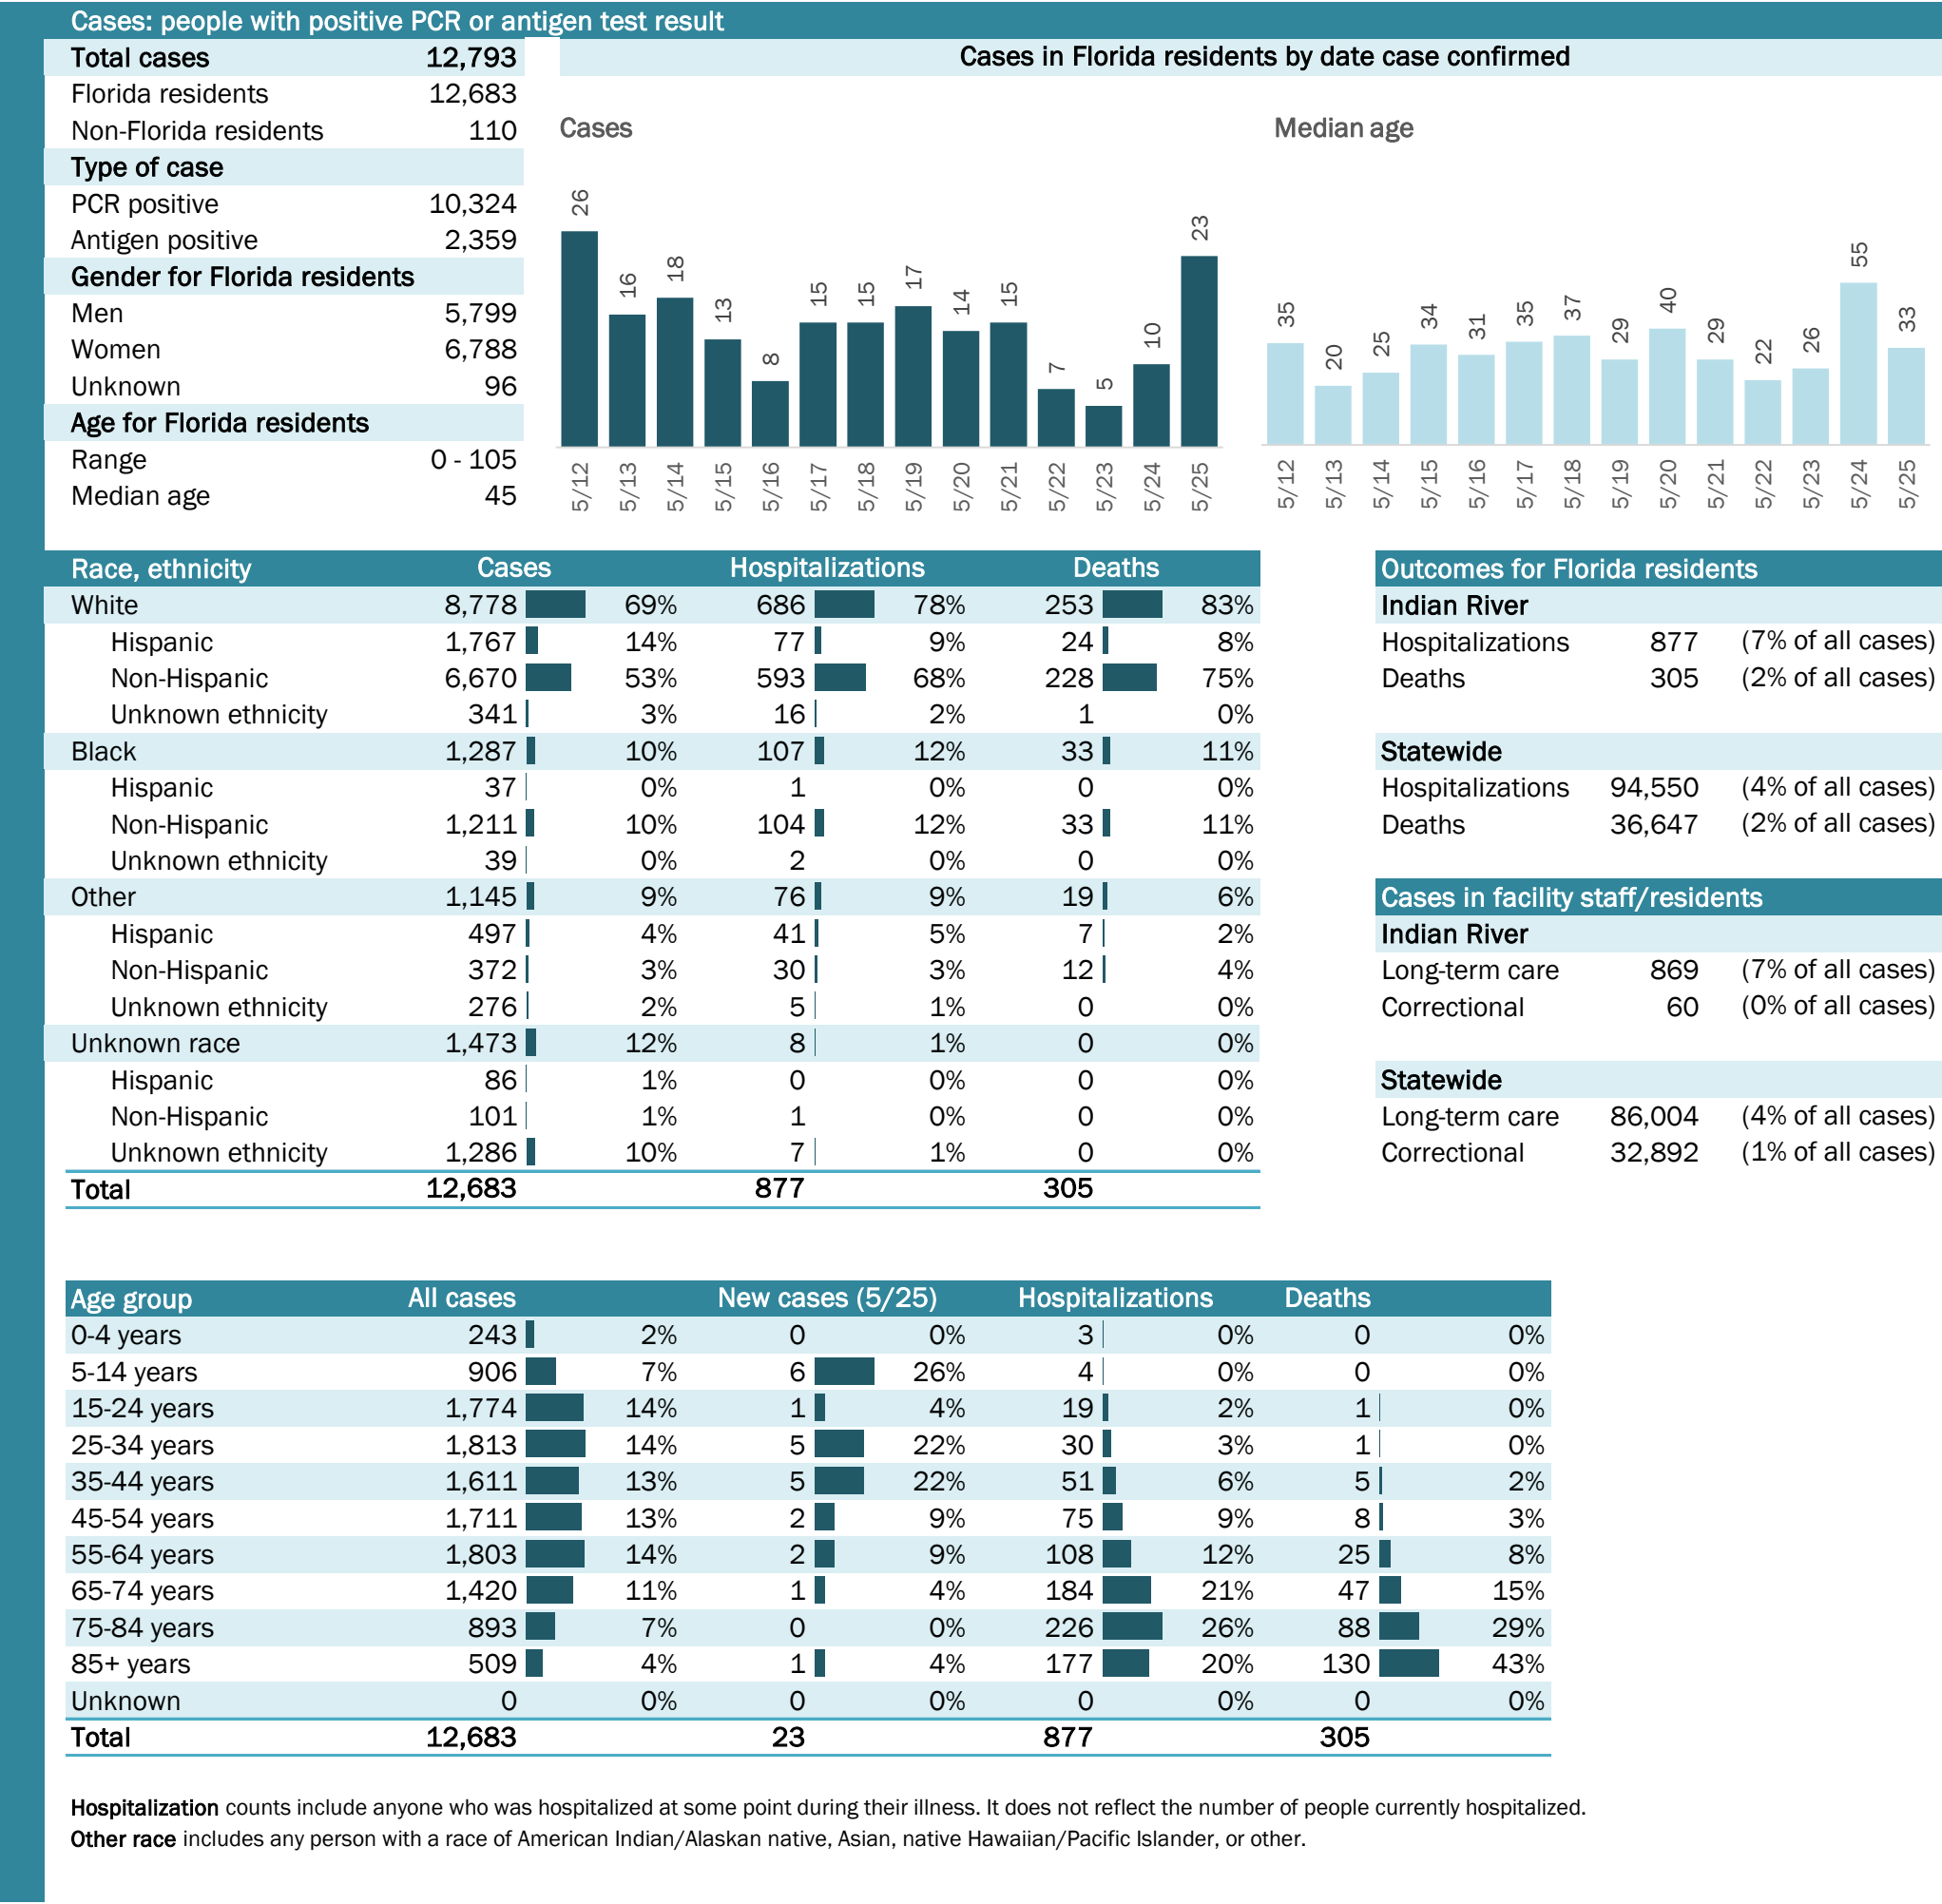 Cases: people with positive PCR or antigen test result
Total cases 12,793
Florida residents 12,683
Non-Florida residents 110
Type of case
PCR positive 10,324
Antigen positive 2,359
Gender for Florida residents
Men 5,799
Women 6,788
Unknown 96
Age for Florida residents
Range 0 - 105
Median age 45
Cases in Florida residents by date case confirmed
Cases
26 16 18 13 8 15 15 17 14 15 7 5 10 23
5/12 5/13 5/14 5/15 5/16 5/17 5/18 5/19 5/20 5/21 5/22 5/23 5/24 5/25
Median age
35 20 25 34 31 35 37 29 40 29 22 26 55 33
5/12 5/13 5/14 5/15 5/16 5/17 5/18 5/19 5/20 5/21 5/22 5/23 5/24 5/25
Race, ethnicity Cases Hospitalizations Deaths
White 8,778 69% 686 78% 253 83%
Hispanic 1,767 14% 77 9% 24 8%
Non-Hispanic 6,670 53% 593 68% 228 75%
Unknown ethnicity 341 3% 16 2% 1 0%
Black 1,287 10% 107 12% 33 11%
Hispanic 37 0% 1 0% 0 0%
Non-Hispanic 1,211 10% 104 12% 33 11%
Unknown ethnicity 39 0% 2 0% 0 0%
Other 1,145 9% 76 9% 19 6%
Hispanic 497 4% 41 5% 7 2%
Non-Hispanic 372 3% 30 3% 12 4%
Unknown ethnicity 276 2% 5 1% 0 0%
Unknown race 1,473 12% 8 1% 0 0%
Hispanic 86 1% 0 0% 0 0%
Non-Hispanic 101 1% 1 0% 0 0%
Unknown ethnicity 1,286 10% 7 1% 0 0%
Total 12,683 877 305
Outcomes for Florida residents
Indian River
Hospitalizations 877 (7% of all cases)
Deaths 305 (2% of all cases)
Statewide
Hospitalizations 94,550 (4% of all cases)
Deaths 36,647 (2% of all cases)
Cases in facility staff/residents
Indian River
Long-term care 869 (7% of all cases)
Correctional 60 (0% of all cases)
Statewide
Long-term care 86,004 (4% of all cases)
Correctional 32,892 (1% of all cases)
Age group All cases New cases (5/25) Hospitalizations Deaths
0-4 years 243 2% 0 0% 3 0% 0 0%
5-14 years 906 7% 6 26% 4 0% 0 0%
15-24 years 1,774 14% 1 4% 19 2% 1 0%
25-34 years 1,813 14% 5 22% 30 3% 1 0%
35-44 years 1,611 13% 5 22% 51 6% 5 2%
45-54 years 1,711 13% 2 9% 75 9% 8 3%
55-64 years 1,803 14% 2 9% 108 12% 25 8%
65-74 years 1,420 11% 1 4% 184 21% 47 15%
75-84 years 893 7% 0 0% 226 26% 88 29%
85+ years 509 4% 1 4% 177 20% 130 43%
Unknown 0 0% 0 0% 0 0% 0 0%
Total 12,683 23 877 305
Hospitalization counts include anyone who was hospitalized at some point during their illness. It does not reflect the number of people currently hospitalized.
Other race includes any person with a race of American Indian/Alaskan native, Asian, native Hawaiian/Pacific Islander, or other.